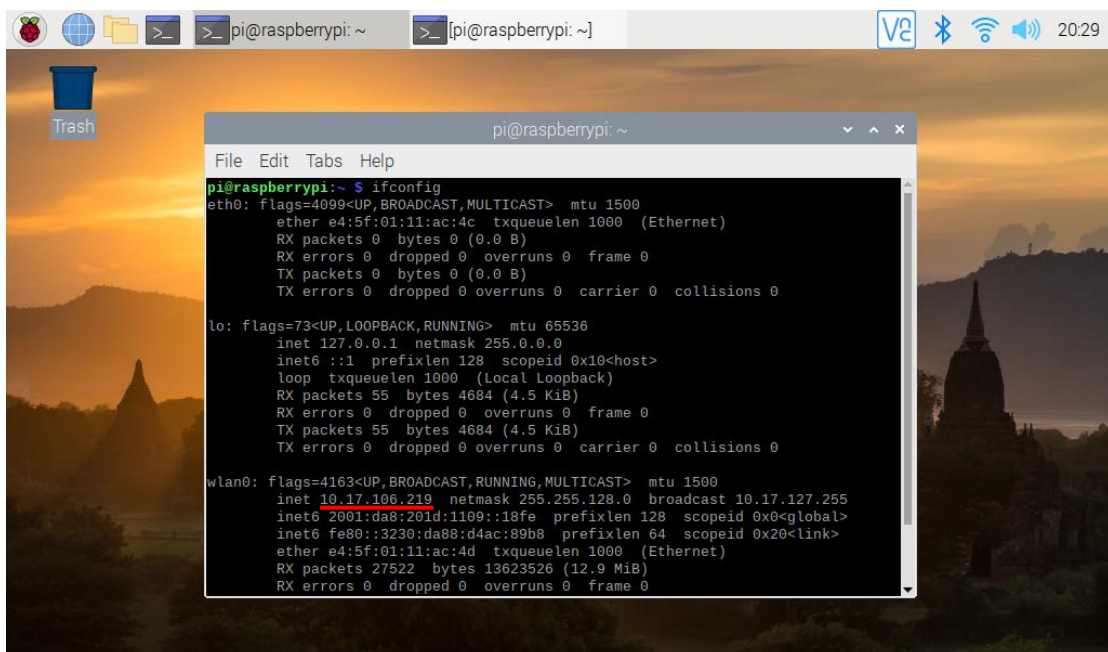 pi@raspberrypi: ~ [pi@raspberrypi: ~] 20:29
Trash
pi@raspberrypi: ~
File Edit Tabs Help
pi@raspberrypi:~ $ ifconfig
eth0: flags=4099<UP,BROADCAST,MULTICAST>  mtu 1500
        ether e4:5f:01:11:ac:4c  txqueuelen 1000  (Ethernet)
        RX packets 0  bytes 0 (0.0 B)
        RX errors 0  dropped 0  overruns 0  frame 0
        TX packets 0  bytes 0 (0.0 B)
        TX errors 0  dropped 0 overruns 0  carrier 0  collisions 0
lo: flags=73<UP,LOOPBACK,RUNNING>  mtu 65536
        inet 127.0.0.1  netmask 255.0.0.0
        inet6 ::1  prefixlen 128  scopeid 0x10<host>
        loop  txqueuelen 1000  (Local Loopback)
        RX packets 55  bytes 4684 (4.5 KiB)
        RX errors 0  dropped 0  overruns 0  frame 0
        TX packets 55  bytes 4684 (4.5 KiB)
        TX errors 0  dropped 0 overruns 0  carrier 0  collisions 0
wlan0: flags=4163<UP,BROADCAST,RUNNING,MULTICAST>  mtu 1500
        inet 10.17.106.219  netmask 255.255.128.0  broadcast 10.17.127.255
        inet6 2001:da8:201d:1109::18fe  prefixlen 128  scopeid 0x0<global>
        inet6 fe80::3230:da88:d4ac:89b8  prefixlen 64  scopeid 0x20<link>
        ether e4:5f:01:11:ac:4d  txqueuelen 1000  (Ethernet)
        RX packets 27522  bytes 13623526 (12.9 MiB)
        RX errors 0  dropped 0  overruns 0  frame 0